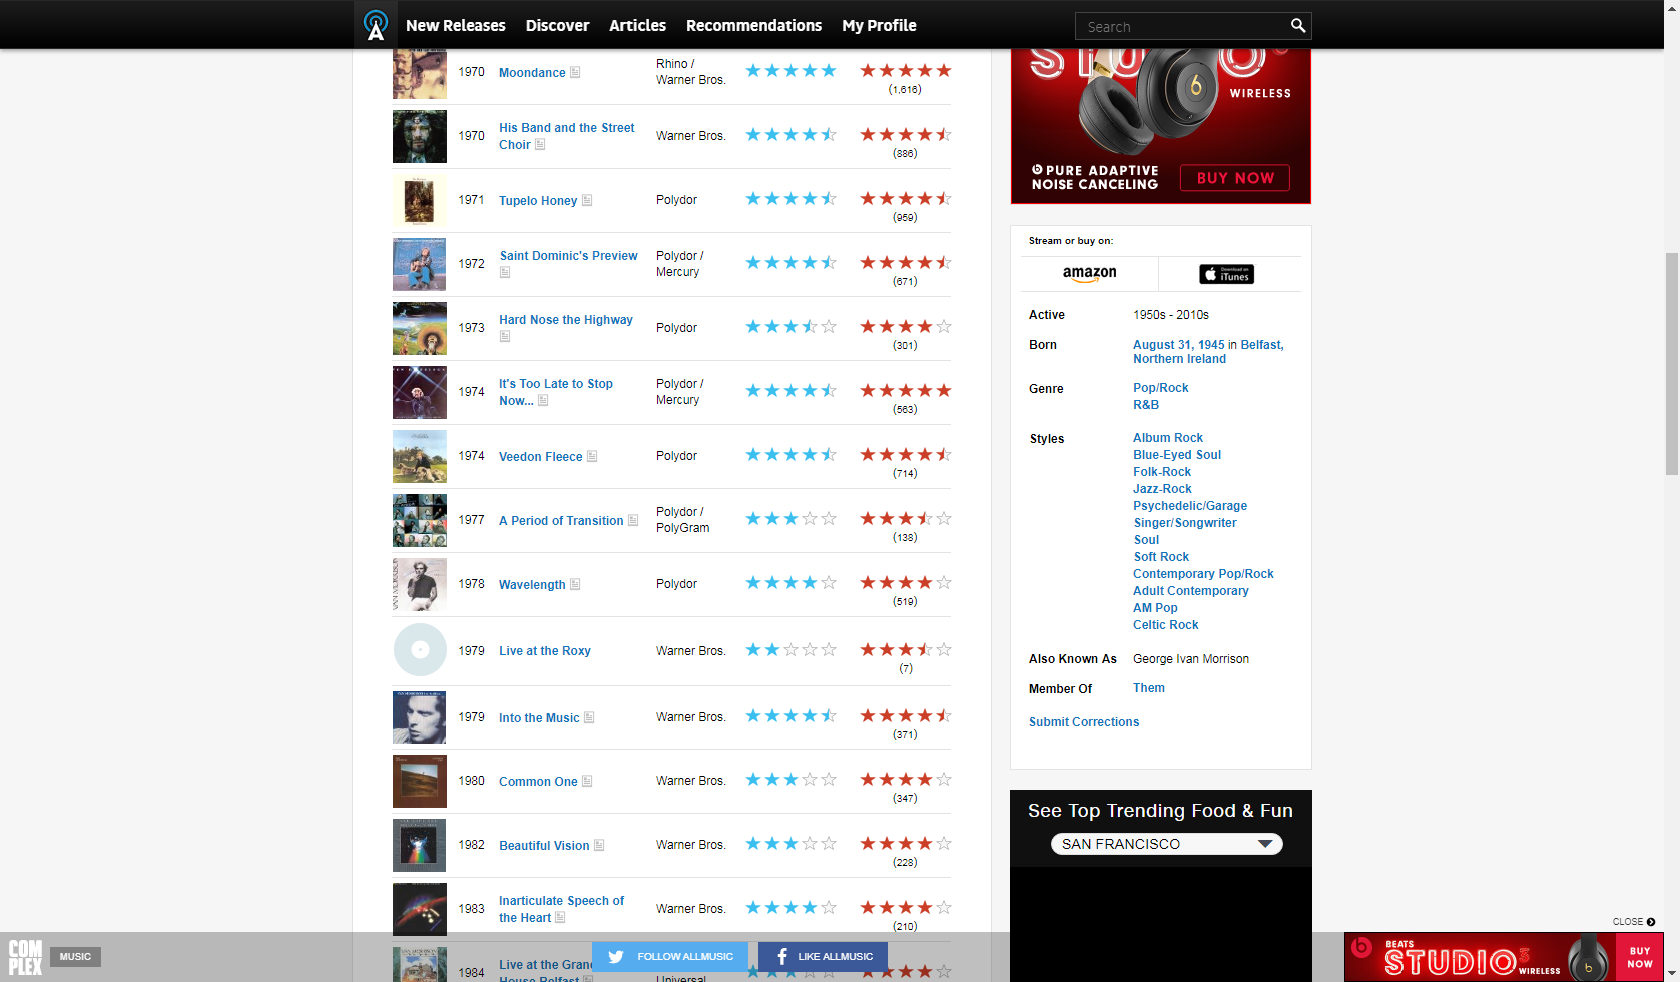 New Releases Discover Articles Recommendations My Profile Search
1970 Moondance Rhino / Warner Bros. (1,616)
1970 His Band and the Street Choir Warner Bros. (886)
1971 Tupelo Honey Polydor (959)
1972 Saint Dominic's Preview Polydor / Mercury (671)
1973 Hard Nose the Highway Polydor (301)
1974 It's Too Late to Stop Now... Polydor / Mercury (563)
1974 Veedon Fleece Polydor (714)
1977 A Period of Transition Polydor / PolyGram (138)
1978 Wavelength Polydor (519)
1979 Live at the Roxy Warner Bros. (7)
1979 Into the Music Warner Bros. (371)
1980 Common One Warner Bros. (347)
1982 Beautiful Vision Warner Bros. (228)
1983 Inarticulate Speech of the Heart Warner Bros. (210)
1984 Live at the Grand House Belfast Universal
STUDIO 3
WIRELESS
PURE ADAPTIVE
NOISE CANCELING
BUY NOW
Stream or buy on:
amazon Download on iTunes
Active 1950s - 2010s
Born August 31, 1945 in Belfast,
Northern Ireland
Genre Pop/Rock
R&B
Styles Album Rock
Blue-Eyed Soul
Folk-Rock
Jazz-Rock
Psychedelic/Garage
Singer/Songwriter
Soul
Soft Rock
Contemporary Pop/Rock
Adult Contemporary
AM Pop
Celtic Rock
Also Known As George Ivan Morrison
Member Of Them
Submit Corrections
See Top Trending Food & Fun
SAN FRANCISCO
CLOSE
COMPLEX MUSIC
FOLLOW ALLMUSIC LIKE ALLMUSIC
BEATS
STUDIO3
WIRELESS
BUY
NOW